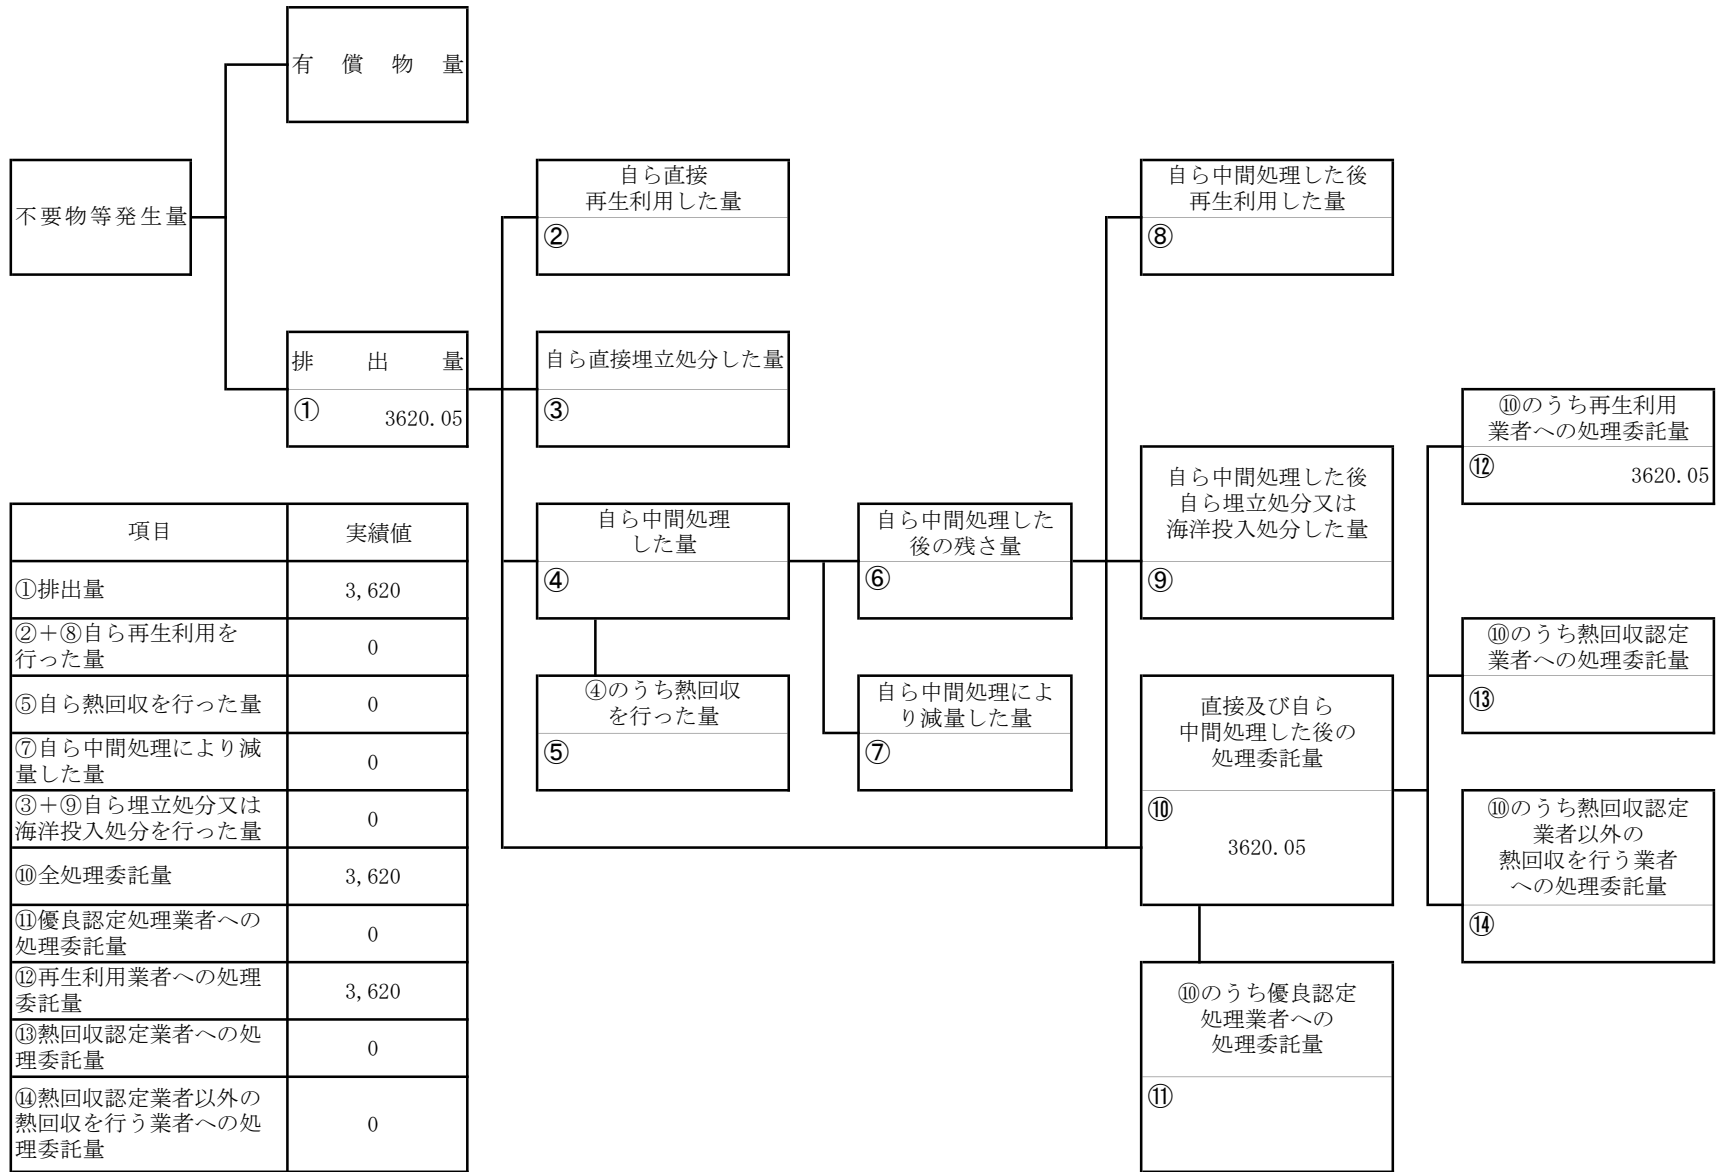 有償物量
不要物等発生量
排出量
①
3620.05
自ら直接
再生利用した量
②
自ら直接埋立処分した量
③
自ら中間処理
した量
④
④のうち熱回収
を行った量
⑤
自ら中間処理した
後の残さ量
⑥
自ら中間処理によ
り減量した量
⑦
自ら中間処理した後
再生利用した量
⑧
自ら中間処理した後
自ら埋立処分又は
海洋投入処分した量
⑨
直接及び自ら
中間処理した後の
処理委託量
⑩
3620.05
⑩のうち優良認定
処理業者への
処理委託量
⑪
⑩のうち再生利用
業者への処理委託量
⑫
3620.05
⑩のうち熱回収認定
業者への処理委託量
⑬
⑩のうち熱回収認定
業者以外の
熱回収を行う業者
への処理委託量
⑭
項目 実績値
①排出量 3,620
②＋⑧自ら再生利用を
行った量 0
⑤自ら熱回収を行った量 0
⑦自ら中間処理により減
量した量 0
③＋⑨自ら埋立処分又は
海洋投入処分を行った量 0
⑩全処理委託量 3,620
⑪優良認定処理業者への
処理委託量 0
⑫再生利用業者への処理
委託量 3,620
⑬熱回収認定業者への処
理委託量 0
⑭熱回収認定業者以外の
熱回収を行う業者への処
理委託量 0